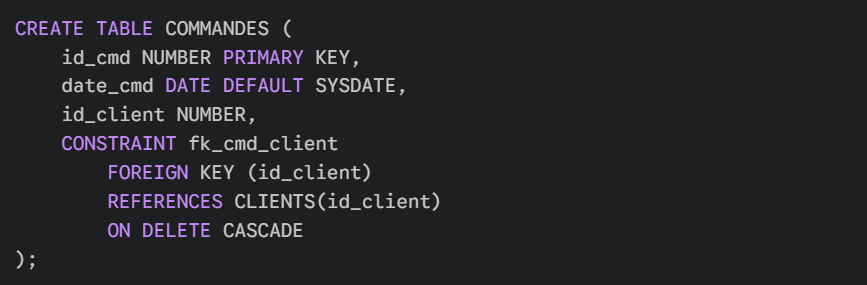 CREATE TABLE COMMANDES (
    id_cmd NUMBER PRIMARY KEY,
    date_cmd DATE DEFAULT SYSDATE,
    id_client NUMBER,
    CONSTRAINT fk_cmd_client
        FOREIGN KEY (id_client)
        REFERENCES CLIENTS(id_client)
        ON DELETE CASCADE
);